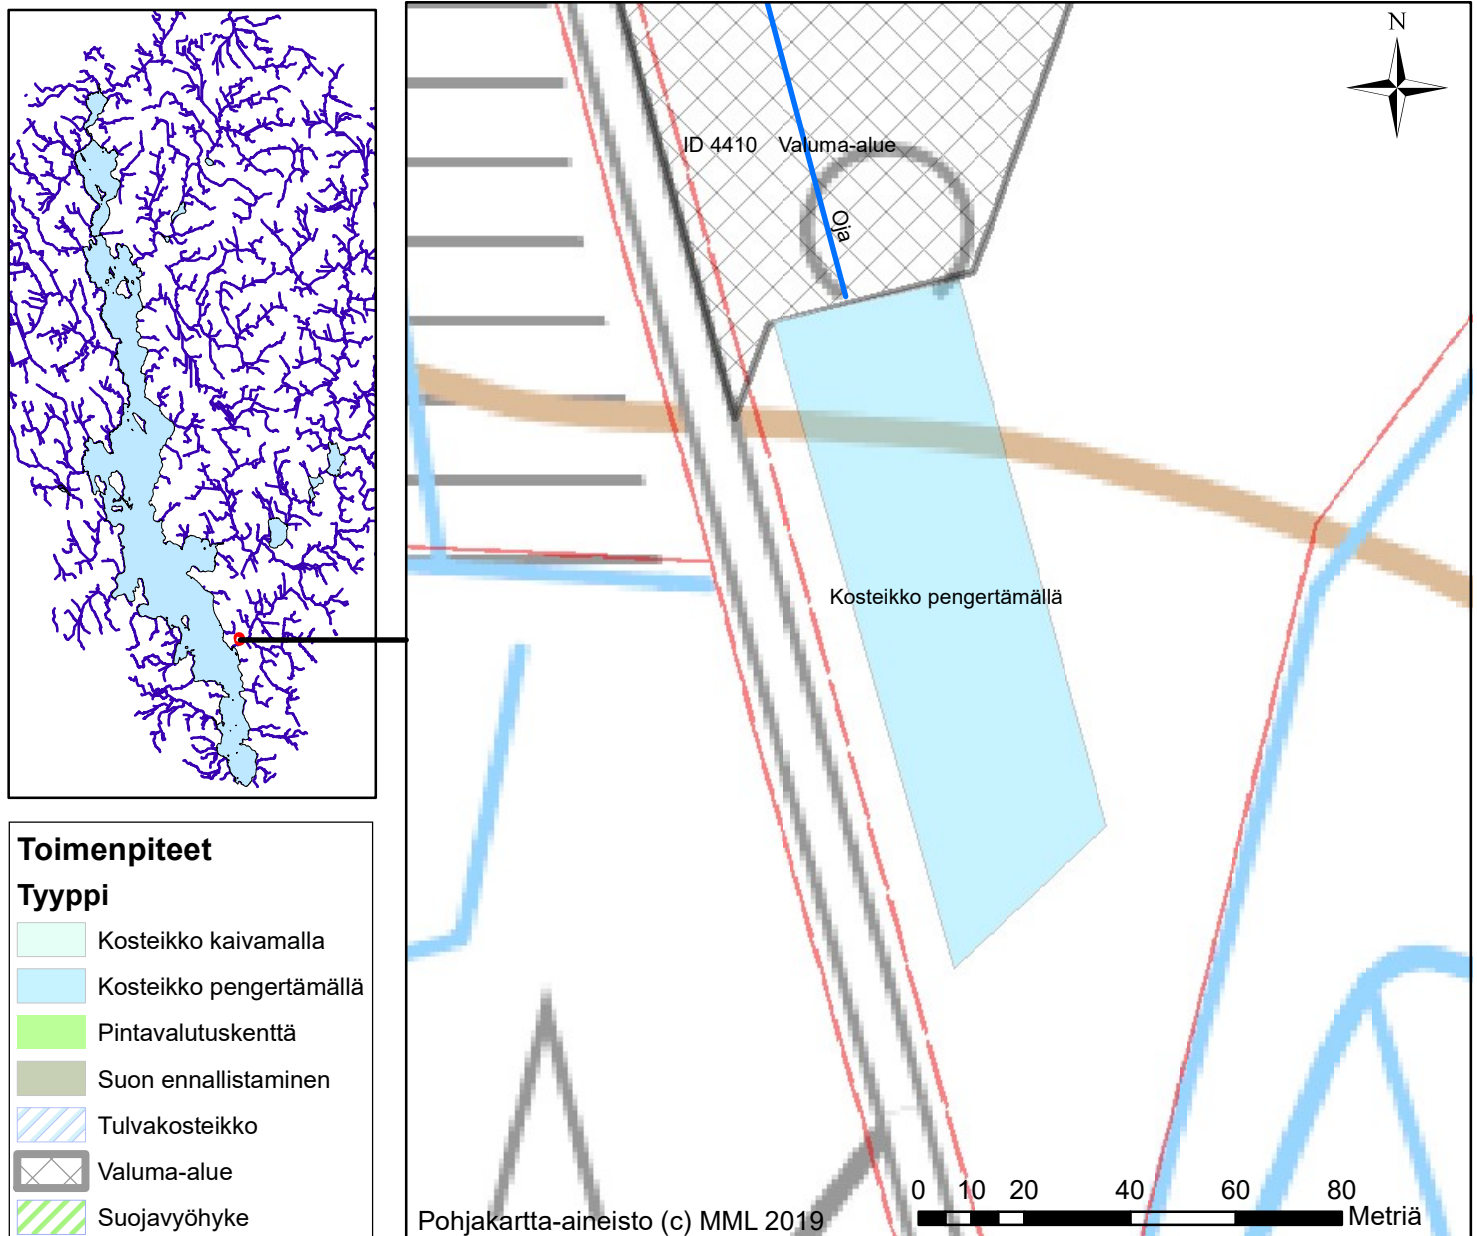 N
ID 4410 Valuma-alue
Oja
Kosteikko pengertämällä
Toimenpiteet
Tyyppi
Kosteikko kaivamalla
Kosteikko pengertämällä
Pintavalutuskenttä
Suon ennallistaminen
Tulvakosteikko
Valuma-alue
Suojavyöhyke
0 10 20 40 60 80
Metriä
Pohjakartta-aineisto (c) MML 2019